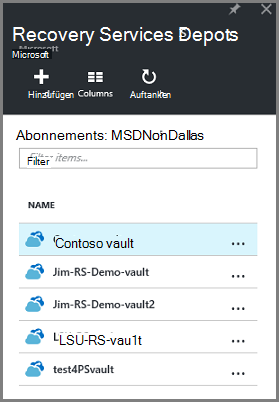 Recovery Services Depots
Microsoft
Microsoft
Hinzufügen Columns Auftanken
Abonnements: MSDNohDallas
Filter items...
Filter
NAME
Contoso vault
Jim-RS-Demo-vault
Jim-RS-Demo-vault2
LSU-RS-vau1t
test4PSvault